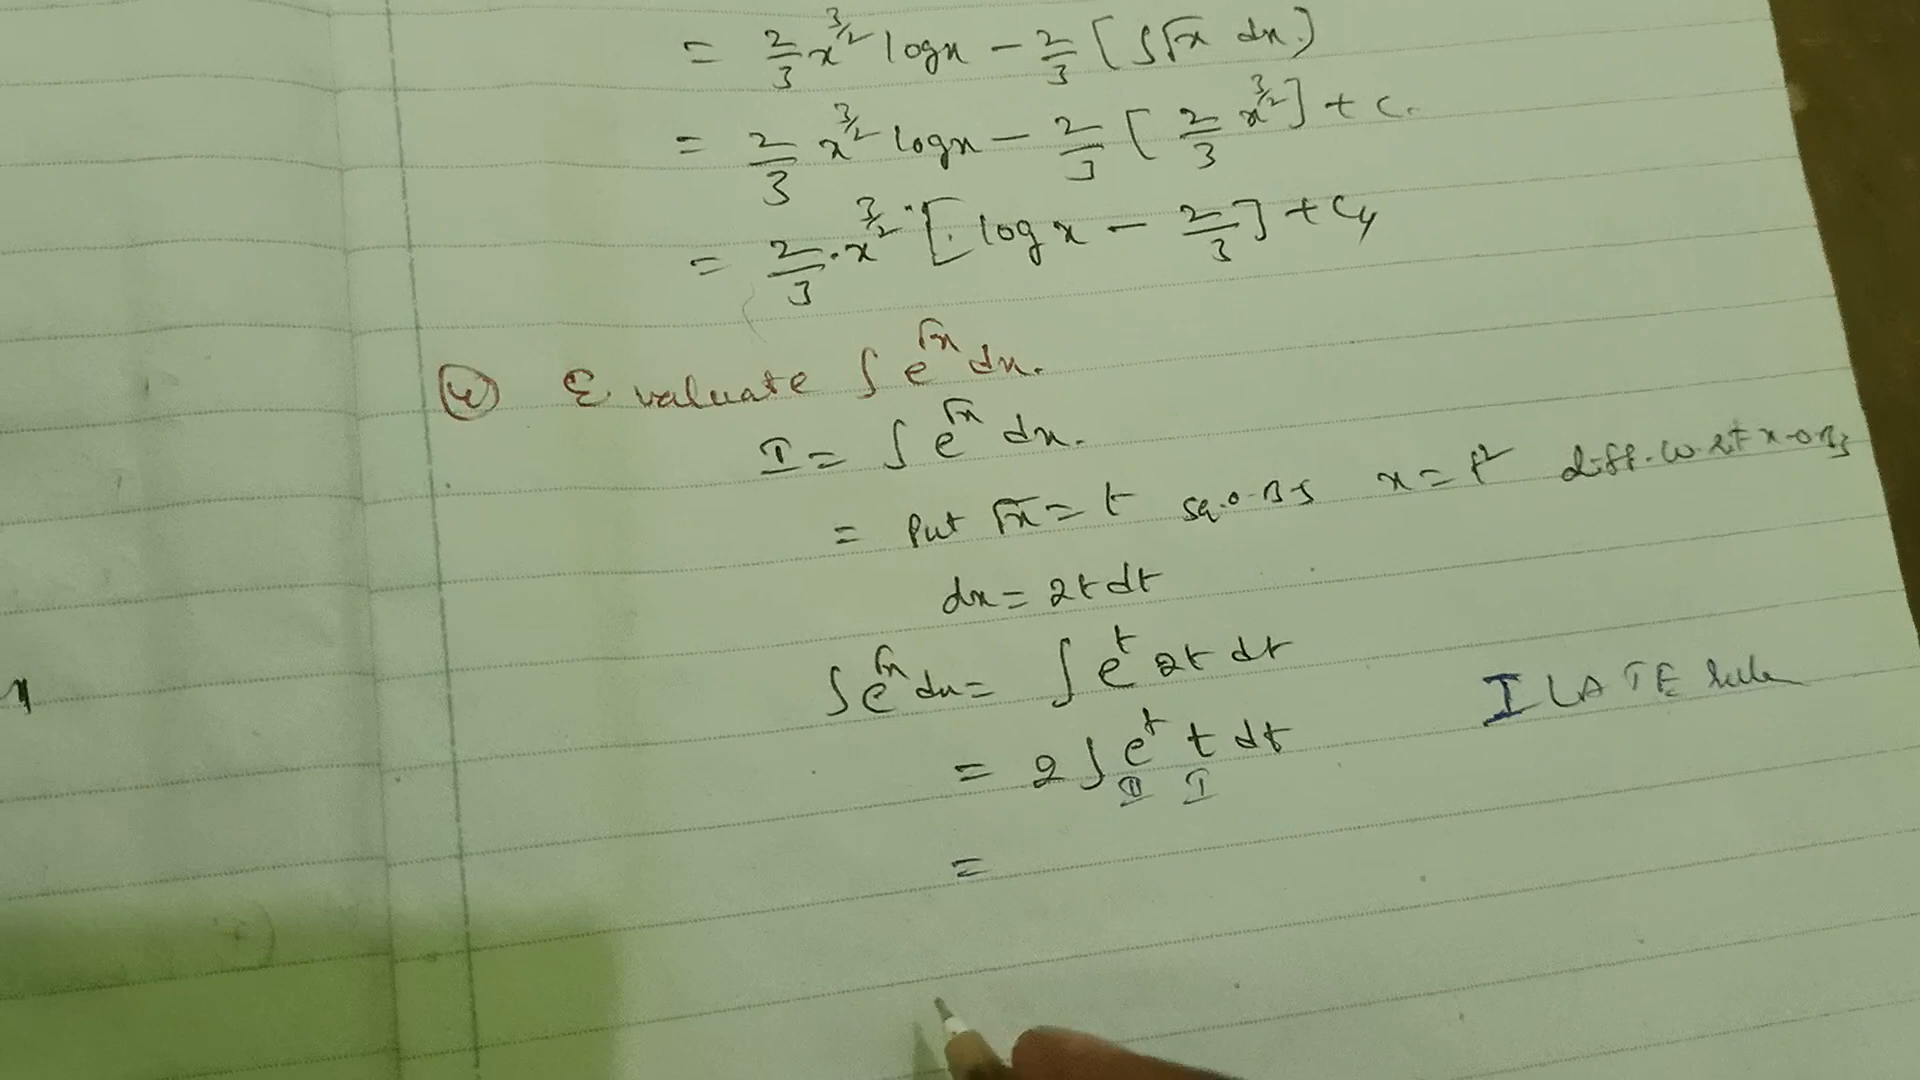 = 2/3 x^3/2 log x - 2/3 [∫√x dx.]
= 2/3 x^3/2 log x - 2/3 [2/3 x^3/2] + c.
= 2/3 . x^3/2 [log x - 2/3] + c
Evaluate ∫e^√x dx.
I = ∫ e^√x dx.
= Put √x = t sq.o.B.s x = t² diff. w.r.t x.o.B.s
dx = 2t dt
∫e^√x dx = ∫ e^t 2t dt
I LATE rule
= 2 ∫ e^t t dt
II I
=